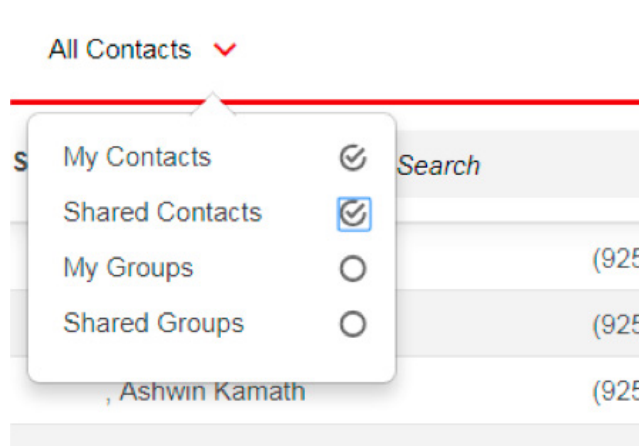 All Contacts
My Contacts
Search
Shared Contacts
My Groups
(925
Shared Groups
(925
, Ashwin Kamath
(925